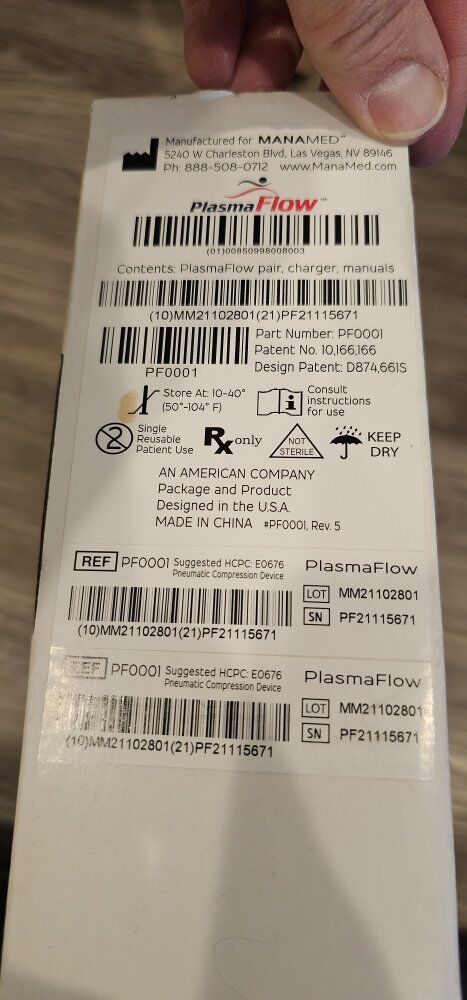 Manufactured for MANAMED™
5240 W Charleston Blvd, Las Vegas, NV 89146
Ph: 888-508-0712 www.ManaMed.com
PlasmaFlow™
(01)00850998008003
Contents: PlasmaFlow pair, charger, manuals
(10)MM21102801(21)PF21115671
PF0001
Part Number: PF0001
Patent No. 10,166,166
Design Patent: D874,661S
Store At: 10-40°
(50°-104° F)
Consult
instructions
for use
2
Single
Reusable
Patient Use
Rx only
NOT
STERILE
KEEP
DRY
AN AMERICAN COMPANY
Package and Product
Designed in the U.S.A.
MADE IN CHINA #PF0001, Rev. 5
REF PF0001 Suggested HCPC: E0676
Pneumatic Compression Device
PlasmaFlow
LOT MM21102801
SN PF21115671
(10)MM21102801(21)PF21115671
REF PF0001 Suggested HCPC: E0676
Pneumatic Compression Device
PlasmaFlow
LOT MM21102801
SN PF21115671
(10)MM21102801(21)PF21115671